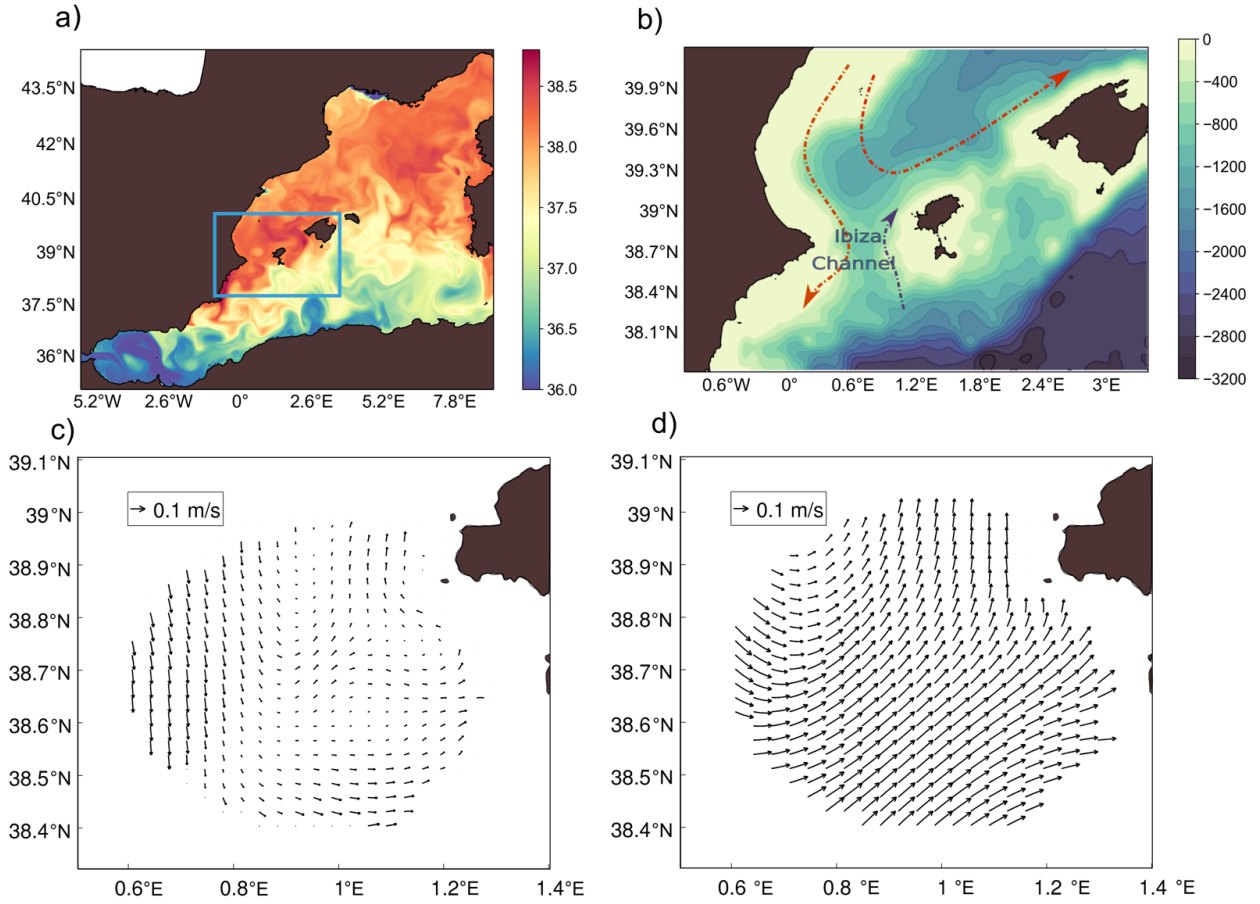 a)
43.5°N
42°N
40.5°N
39°N
37.5°N
36°N
5.2°W 2.6°W 0° 2.6°E 5.2°E 7.8°E
38.5
38.0
37.5
37.0
36.5
36.0
b)
39.9°N
39.6°N
39.3°N
39°N
38.7°N
38.4°N
38.1°N
Ibiza
Channel
0.6°W 0° 0.6°E 1.2°E 1.8°E 2.4°E 3°E
0
−400
−800
−1200
−1600
−2000
−2400
−2800
−3200
c)
39.1°N
39°N
38.9°N
38.8°N
38.7°N
38.6°N
38.5°N
38.4°N
0.1 m/s
0.6 °E 0.8 °E 1 °E 1.2 °E 1.4 °E
d)
39.1°N
39°N
38.9°N
38.8°N
38.7°N
38.6°N
38.5°N
38.4°N
0.1 m/s
0.6 °E 0.8 °E 1 °E 1.2 °E 1.4 °E